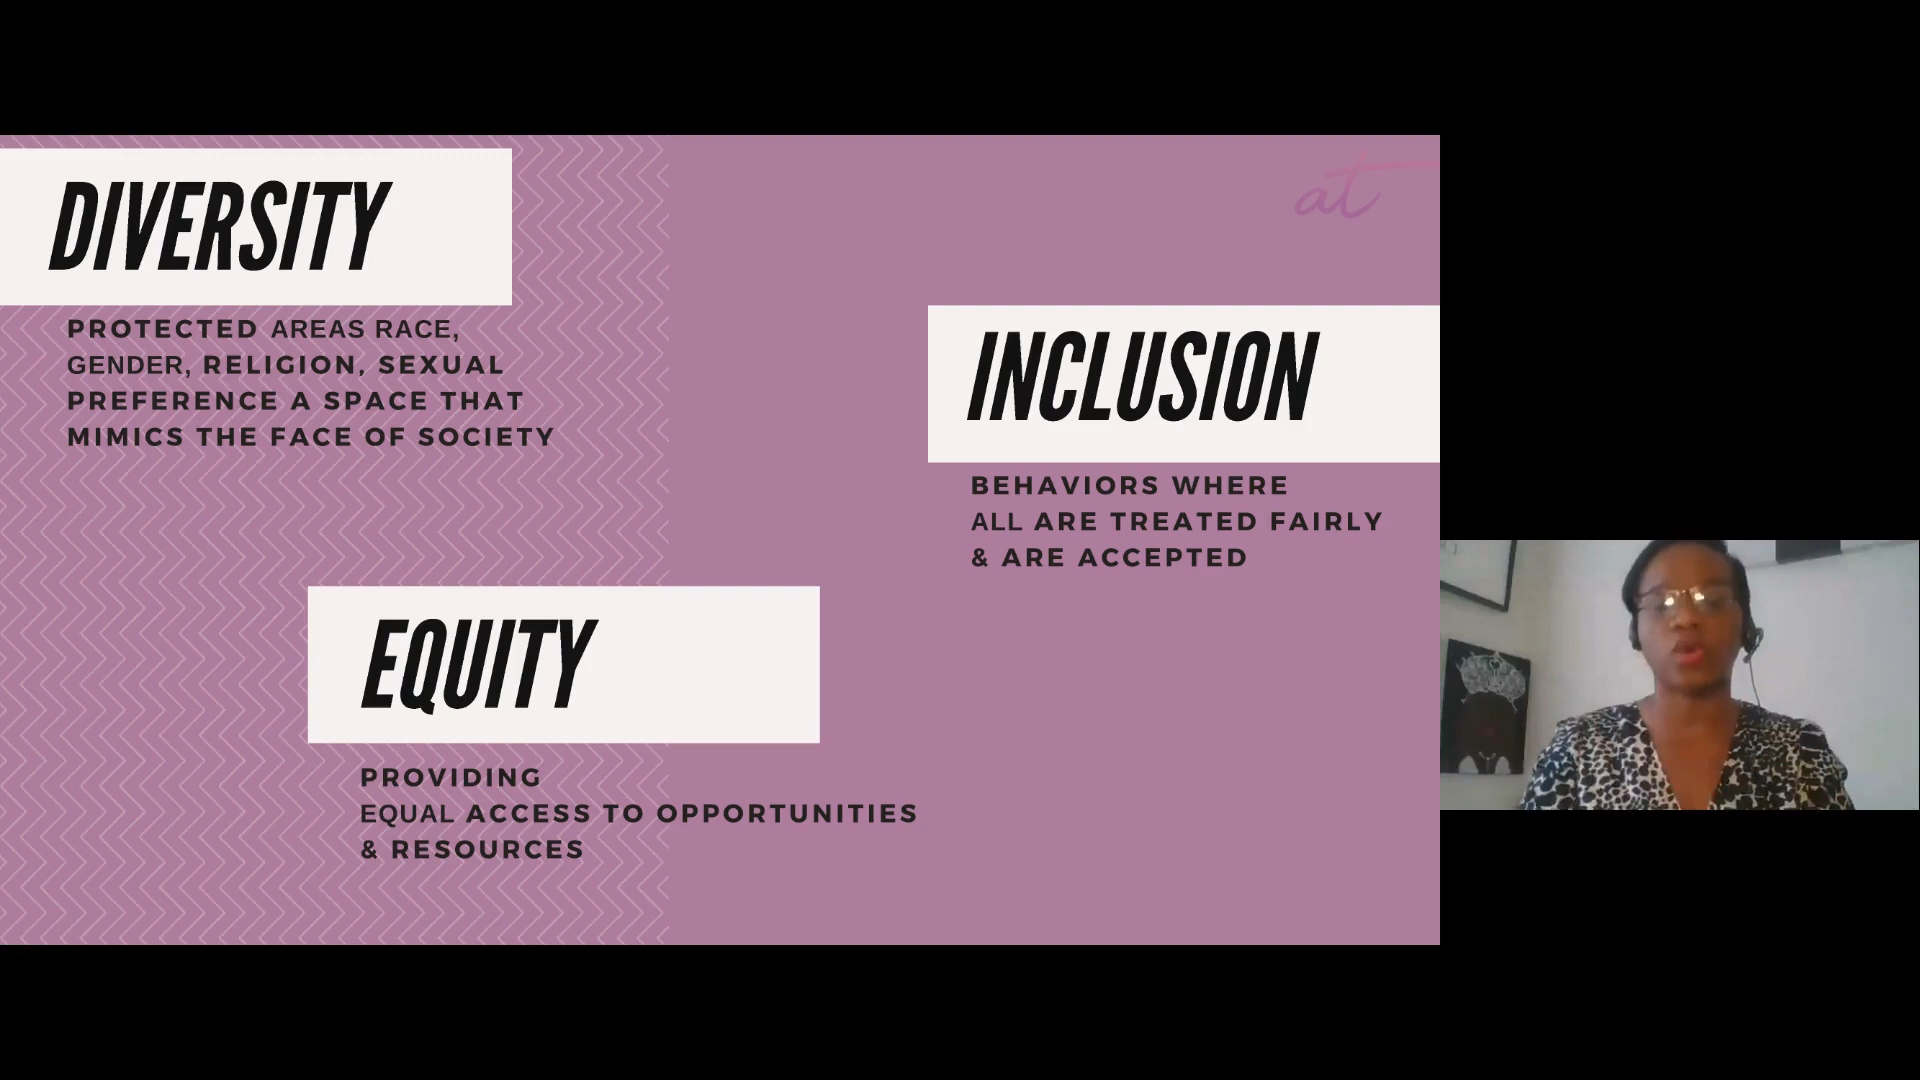 at
DIVERSITY
PROTECTED AREAS RACE,
GENDER, RELIGION, SEXUAL
PREFERENCE A SPACE THAT
MIMICS THE FACE OF SOCIETY
INCLUSION
BEHAVIORS WHERE
ALL ARE TREATED FAIRLY
& ARE ACCEPTED
EQUITY
PROVIDING
EQUAL ACCESS TO OPPORTUNITIES
& RESOURCES